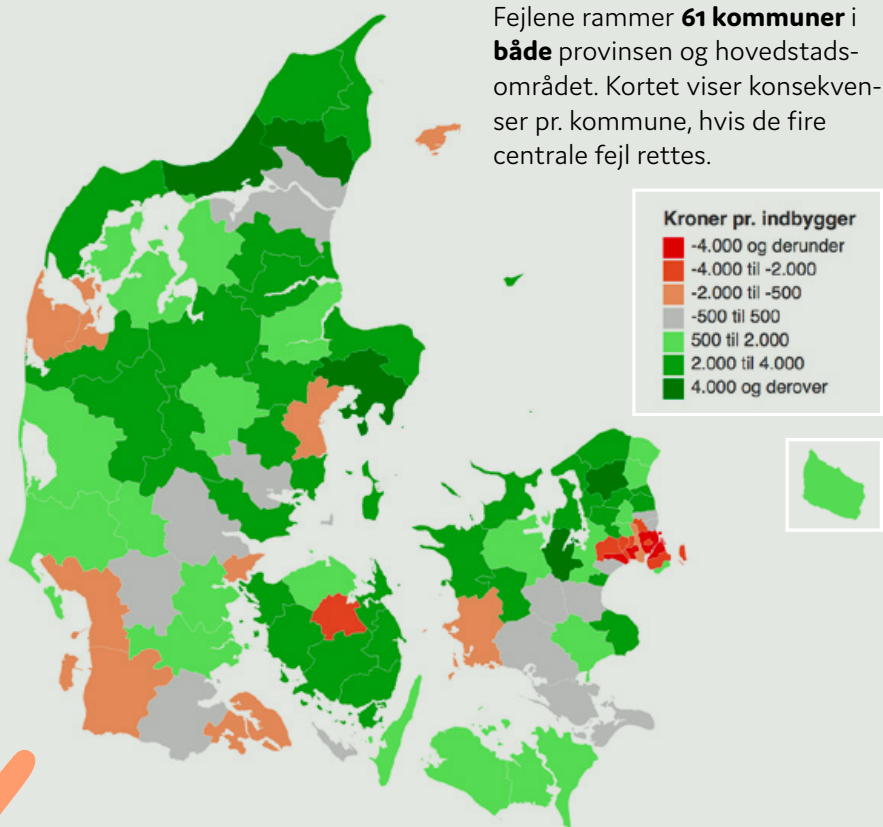 Fejlene rammer 61 kommuner i
både provinsen og hovedstads-
området. Kortet viser konsekven-
ser pr. kommune, hvis de fire
centrale fejl rettes.
Kroner pr. indbygger
-4.000 og derunder
-4.000 til -2.000
-2.000 til -500
-500 til 500
500 til 2.000
2.000 til 4.000
4.000 og derover